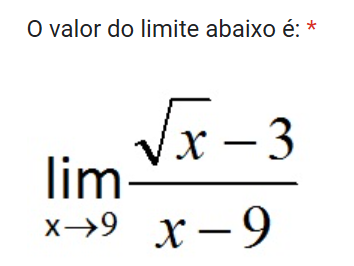 O valor do limite abaixo é: *
√x − 3
lim
x→9 x − 9